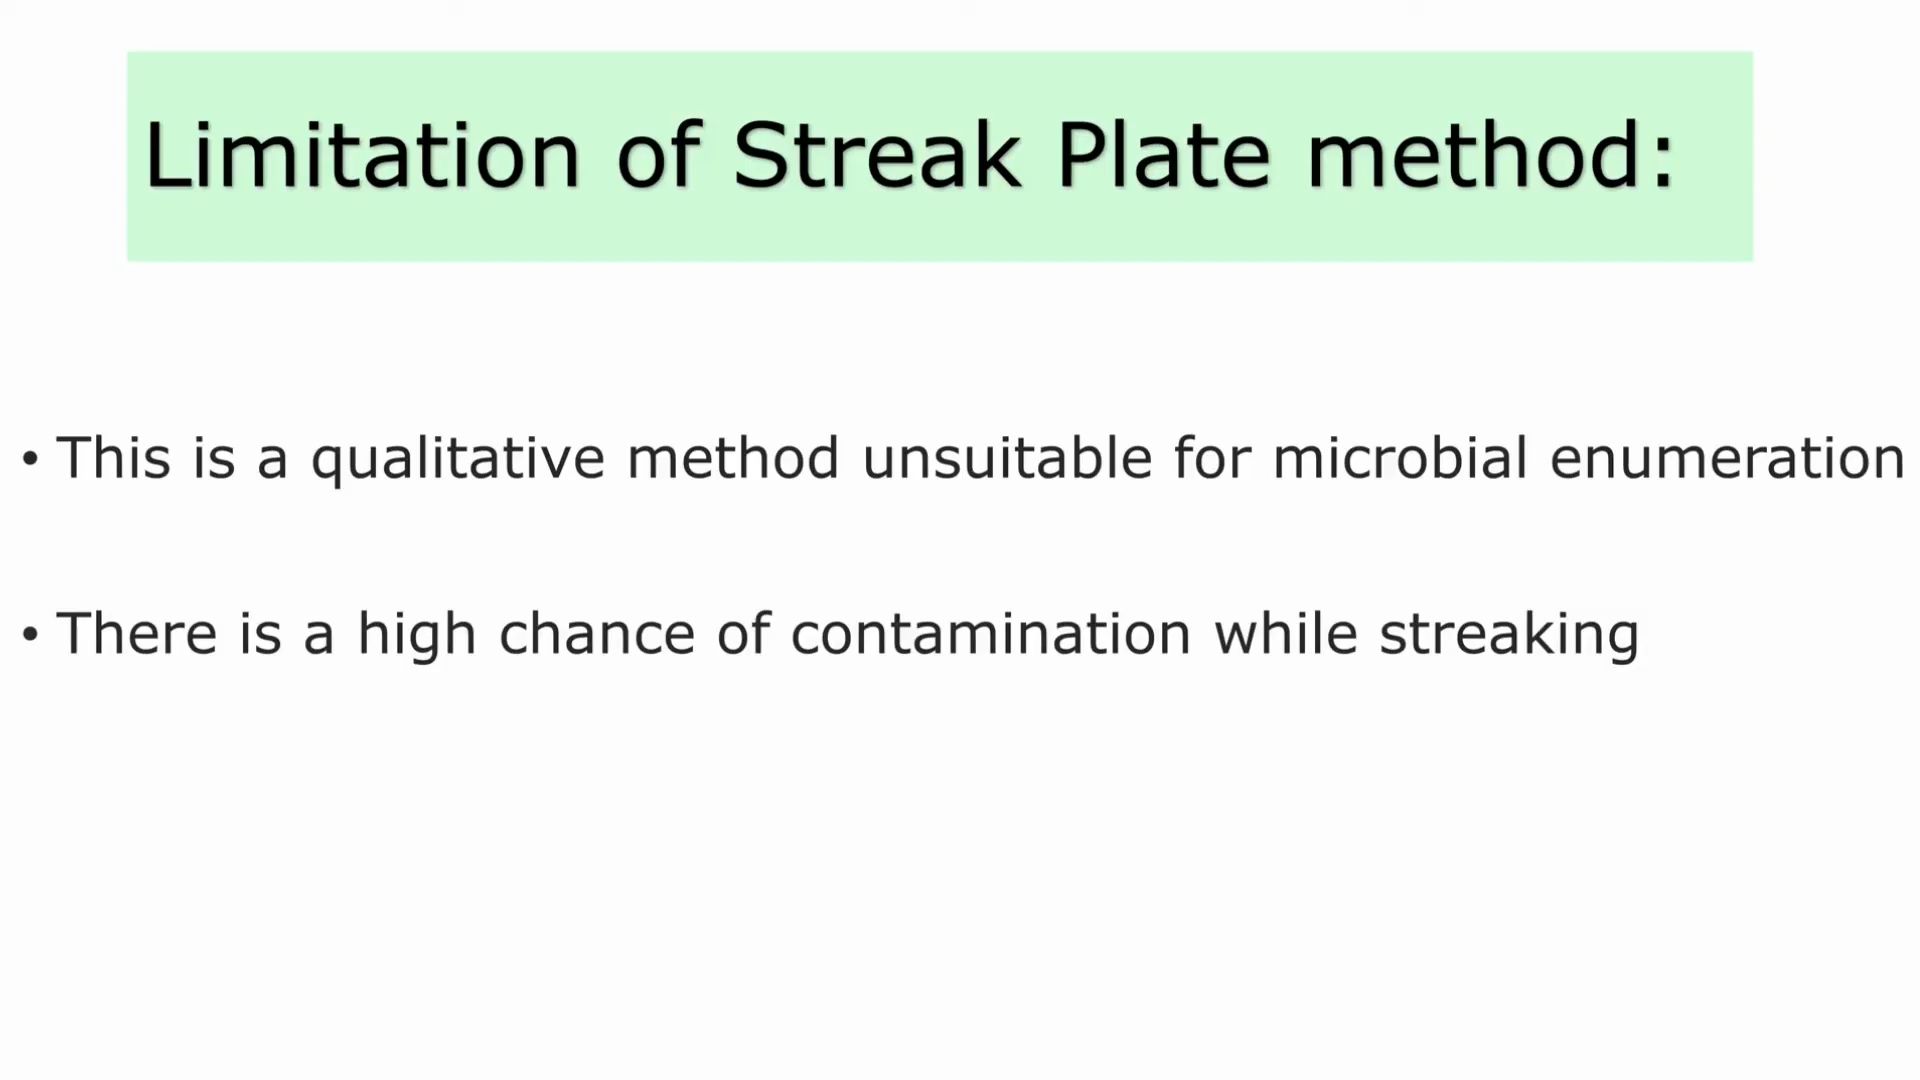 Limitation of Streak Plate method:
• This is a qualitative method unsuitable for microbial enumeration
• There is a high chance of contamination while streaking